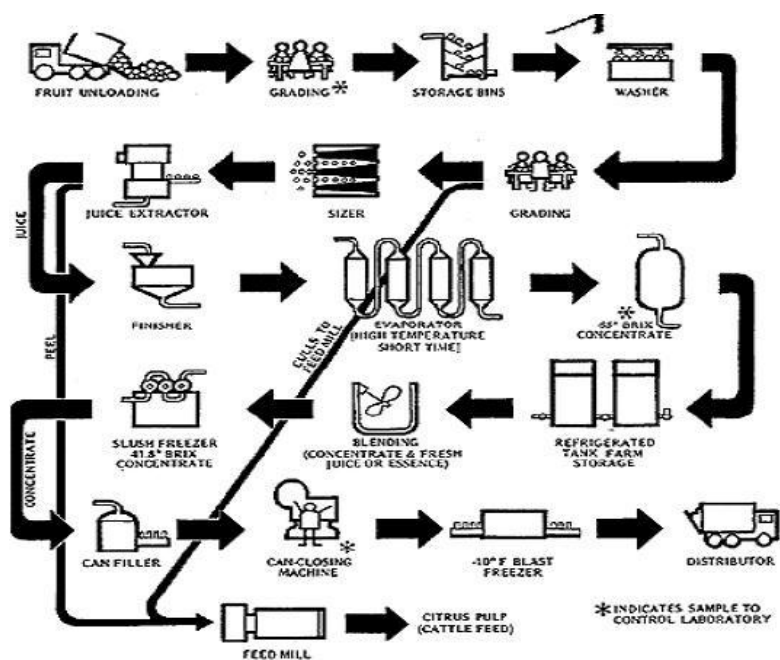 FRUIT UNLOADING
GRADING*
STORAGE BINS
WASHER
JUICE EXTRACTOR
SIZER
GRADING
JUICE
FINISHER
EVAPORATOR
[HIGH TEMPERATURE
SHORT TIME]
*
65° BRIX
CONCENTRATE
PEEL
CULLS TO
FEED MILL
SLUSH FREEZER
41.8° BRIX
CONCENTRATE
BLENDING
(CONCENTRATE & FRESH
JUICE OR ESSENCE)
REFRIGERATED
TANK FARM
STORAGE
CONCENTRATE
CAN FILLER
CAN-CLOSING *
MACHINE
-10° F BLAST
FREEZER
DISTRIBUTOR
FEED MILL
CITRUS PULP
(CATTLE FEED)
*INDICATES SAMPLE TO
CONTROL LABORATORY